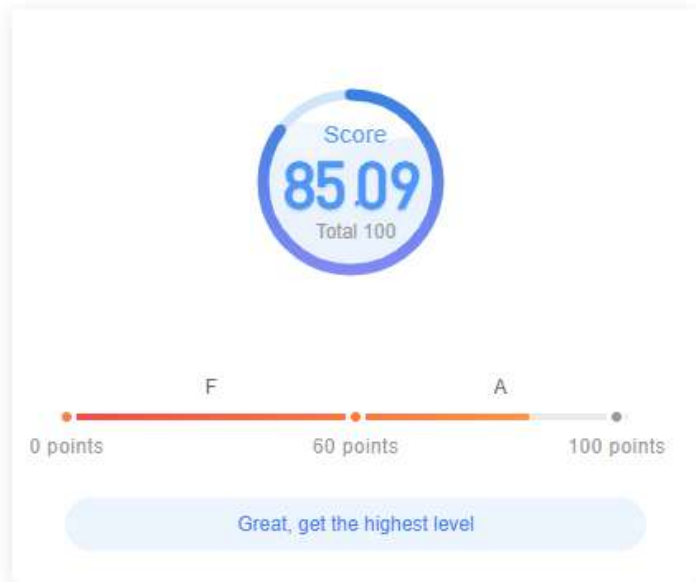 Score
85.09
Total 100
F A
0 points 60 points 100 points
Great, get the highest level